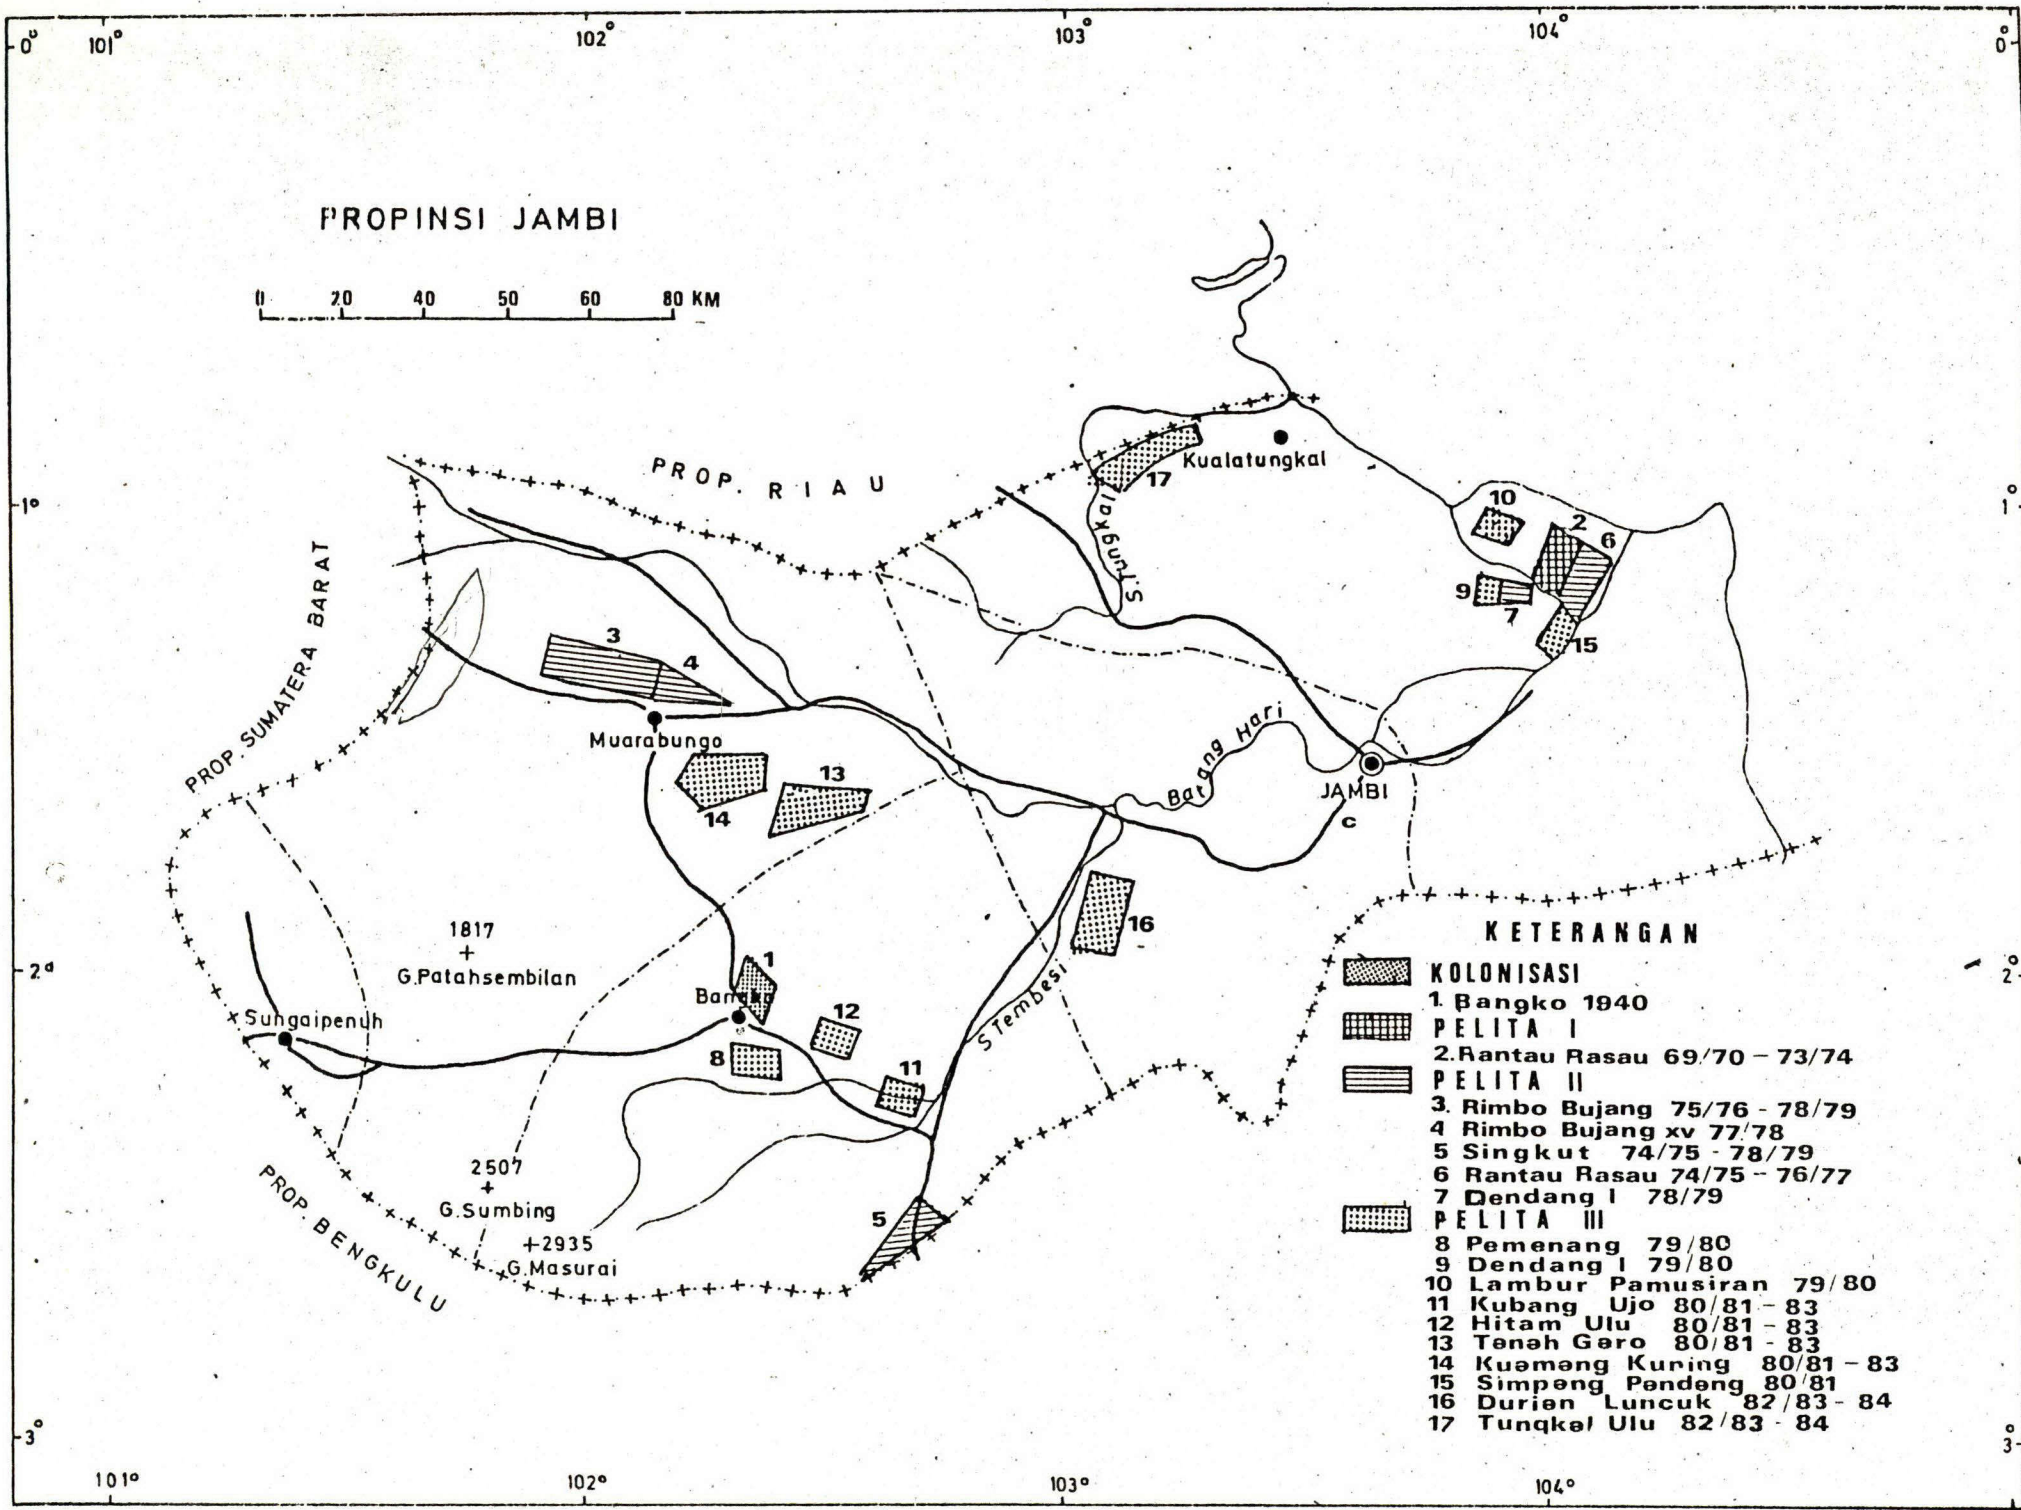 101° 102° 103° 104°
0° 0°
PROPINSI JAMBI
0 20 40 50 60 80 KM
PROP. RIAU
Kualatungkal
17
S.Tungkal
1° 1°
10
2
6
9
7
15
PROP. SUMATERA BARAT
3
4
Muarabungo
14
13
Batang Hari
JAMBI
c
16
S Tembesi
1817
G.Patahsembilan
2° 2°
Sungaipenuh
1
Bangko
12
8
11
2507
G.Sumbing
+2935
G.Masurai
5
PROP. BENGKULU
KETERANGAN
KOLONISASI
1. Bangko 1940
PELITA I
2. Rantau Rasau 69/70 - 73/74
PELITA II
3. Rimbo Bujang 75/76 - 78/79
4 Rimbo Bujang xv 77/78
5 Singkut 74/75 - 78/79
6 Rantau Rasau 74/75 - 76/77
7 Dendang I 78/79
PELITA III
8 Pemenang 79/80
9 Dendang I 79/80
10 Lambur Pamusiran 79/80
11 Kubang Ujo 80/81 - 83
12 Hitam Ulu 80/81 - 83
13 Tanah Garo 80/81 - 83
14 Kuamang Kuning 80/81 - 83
15 Simpang Pandang 80/81
16 Durian Luncuk 82/83 - 84
17 Tungkal Ulu 82/83 - 84
3° 3°
101° 102° 103° 104°